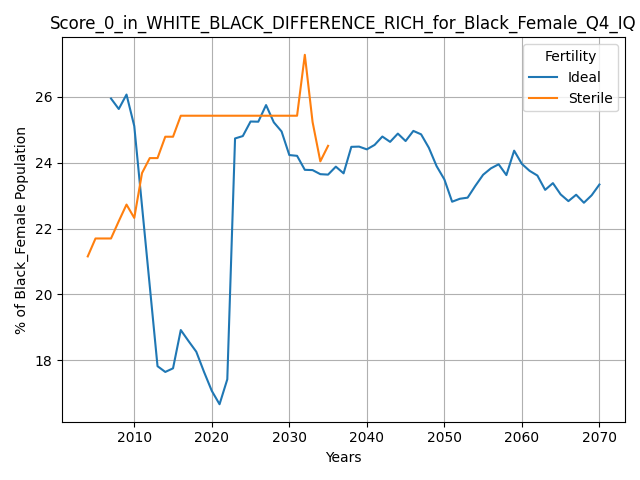 Score_0_in_WHITE_BLACK_DIFFERENCE_RICH_for_Black_Female_Q4_IQ
Fertility
Ideal
Sterile
% of Black_Female Population
26
24
22
20
18
2010 2020 2030 2040 2050 2060 2070
Years